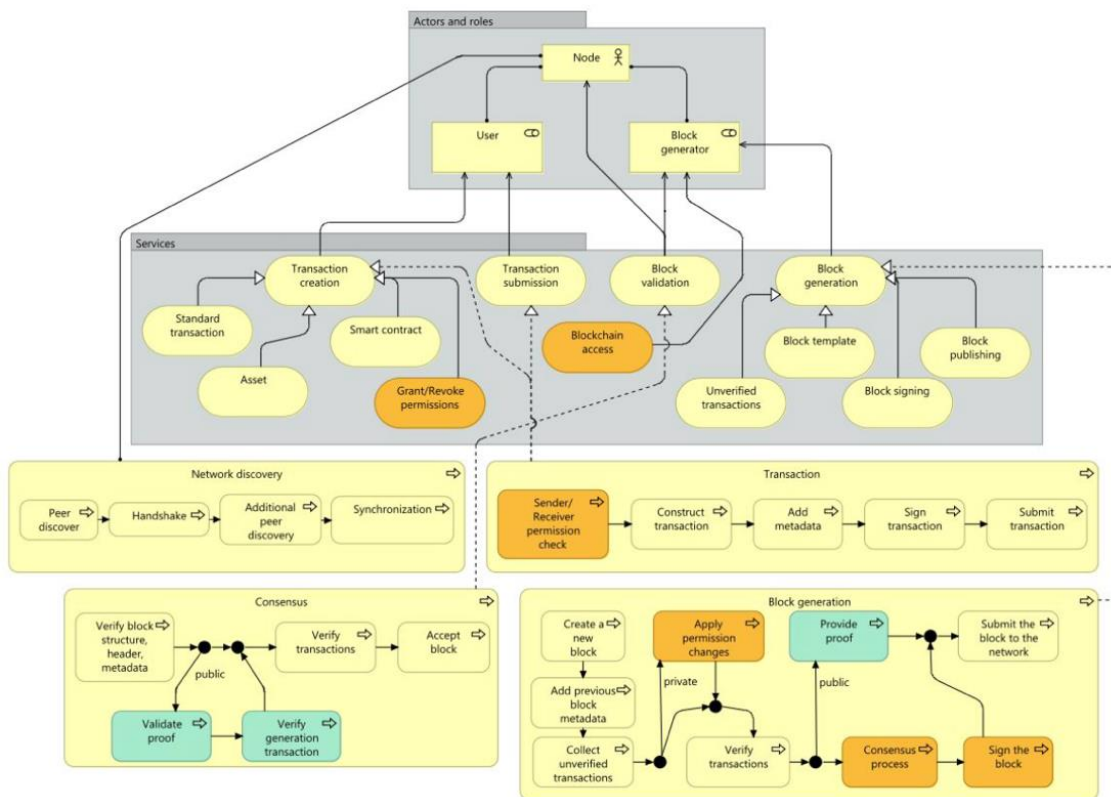 Actors and roles
Node
User
Block
generator
Services
Transaction
creation
Transaction
submission
Block
validation
Block
generation
Standard
transaction
Smart contract
Asset
Grant/Revoke
permissions
Blockchain
access
Block template
Block
publishing
Unverified
transactions
Block signing
Network discovery
Peer
discover
Handshake
Additional
peer
discovery
Synchronization
Transaction
Sender/
Receiver
permission
check
Construct
transaction
Add
metadata
Sign
transaction
Submit
transaction
Consensus
Verify block
structure,
header,
metadata
public
Verify
transactions
Accept
block
Validate
proof
Verify
generation
transaction
Block generation
Create a
new
block
Add previous
block
metadata
Collect
unverified
transactions
private
Apply
permission
changes
Verify
transactions
public
Provide
proof
Consensus
process
Sign the
block
Submit the
block to the
network